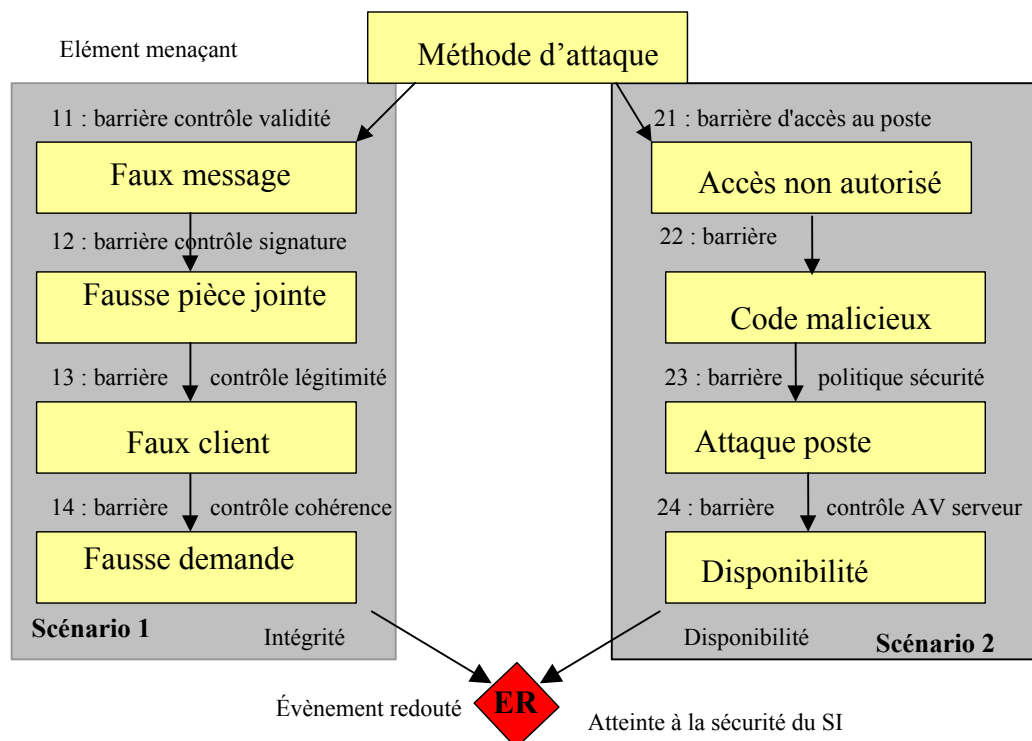 Elément menaçant
Méthode d'attaque
11 : barrière contrôle validité
Faux message
12 : barrière contrôle signature
Fausse pièce jointe
13 : barrière contrôle légitimité
Faux client
14 : barrière contrôle cohérence
Fausse demande
Scénario 1
Intégrité
21 : barrière d'accès au poste
Accès non autorisé
22 : barrière
Code malicieux
23 : barrière politique sécurité
Attaque poste
24 : barrière contrôle AV serveur
Disponibilité
Disponibilité
Scénario 2
Évènement redouté
ER
Atteinte à la sécurité du SI